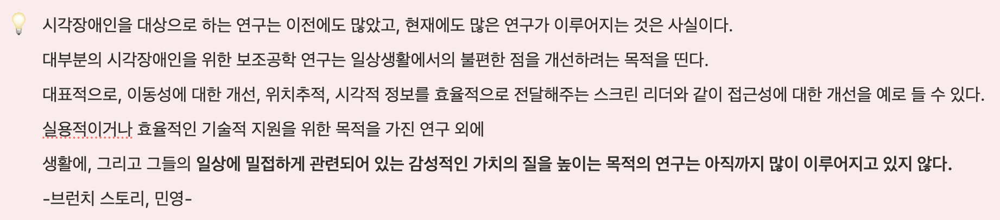 시각장애인을 대상으로 하는 연구는 이전에도 많았고, 현재에도 많은 연구가 이루어지는 것은 사실이다.
대부분의 시각장애인을 위한 보조공학 연구는 일상생활에서의 불편한 점을 개선하려는 목적을 띤다.
대표적으로, 이동성에 대한 개선, 위치추적, 시각적 정보를 효율적으로 전달해주는 스크린 리더와 같이 접근성에 대한 개선을 예로 들 수 있다.
실용적이거나 효율적인 기술적 지원을 위한 목적을 가진 연구 외에
생활에, 그리고 그들의 일상에 밀접하게 관련되어 있는 감성적인 가치의 질을 높이는 목적의 연구는 아직까지 많이 이루어지고 있지 않다.
-브런치 스토리, 민영-